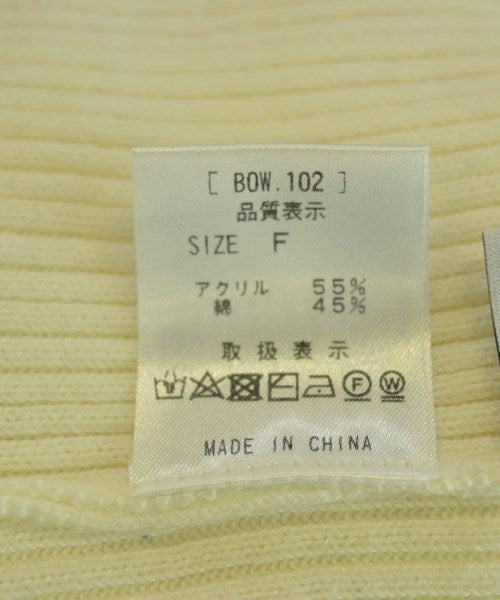 [ BOW.102 ]
品質表示
SIZE F
アクリル 55%
綿 45%
取扱表示
F W
MADE IN CHINA